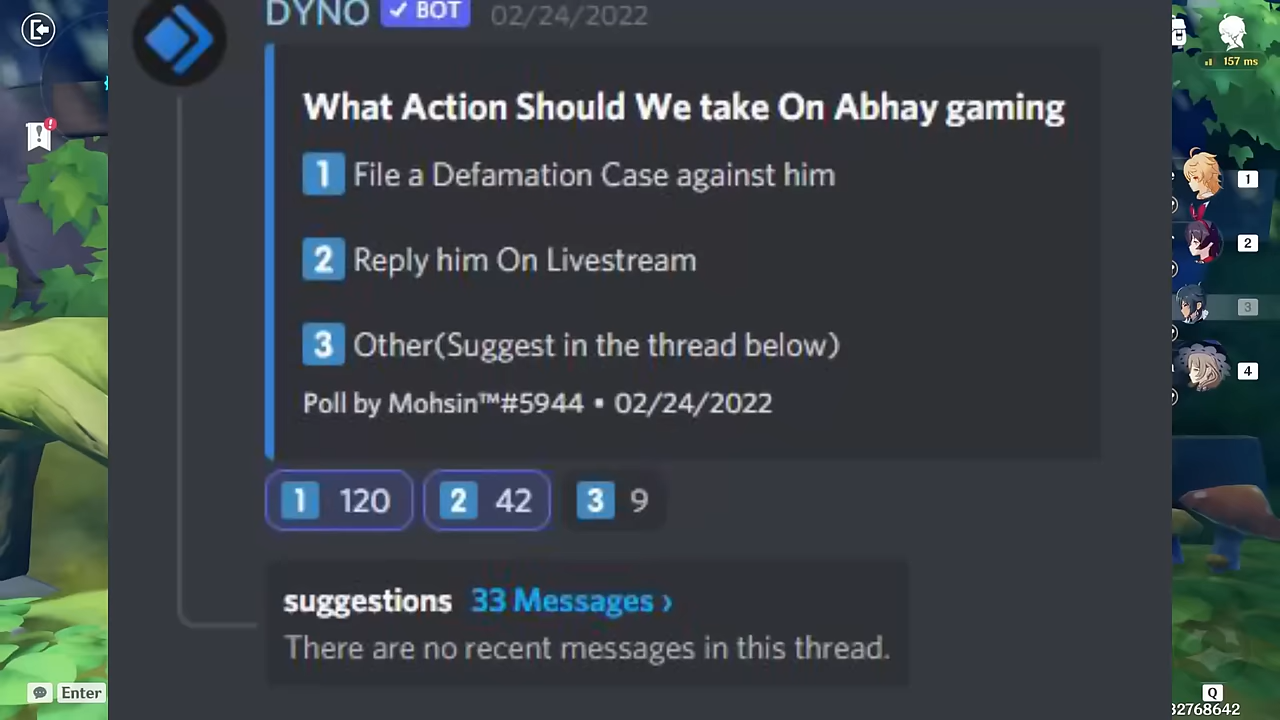 DYNO ✓ BOT 02/24/2022
157 ms
What Action Should We take On Abhay gaming
1 File a Defamation Case against him
2 Reply him On Livestream
3 Other(Suggest in the thread below)
Poll by Mohsin™#5944 • 02/24/2022
1 120 2 42 3 9
suggestions 33 Messages ›
There are no recent messages in this thread.
1
2
3
4
Enter
Q
32768642